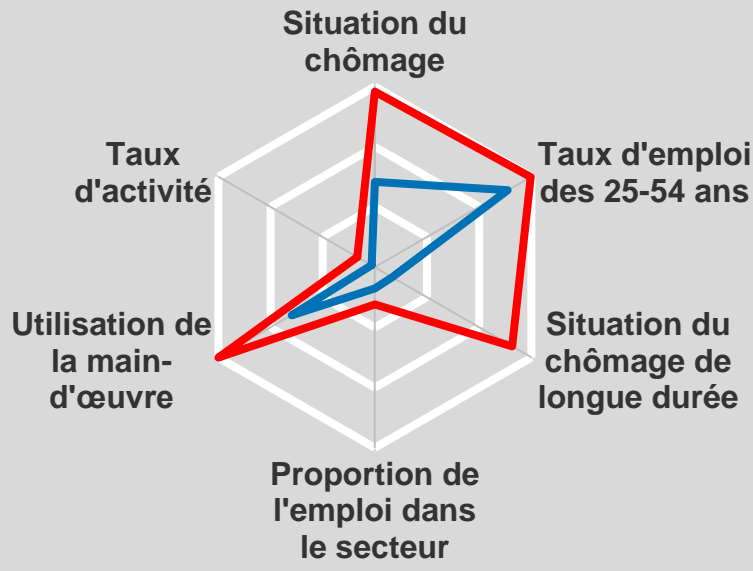 Situation du
chômage
Taux
d'activité
Taux d'emploi
des 25-54 ans
Utilisation de
la main-
d'œuvre
Situation du
chômage de
longue durée
Proportion de
l'emploi dans
le secteur